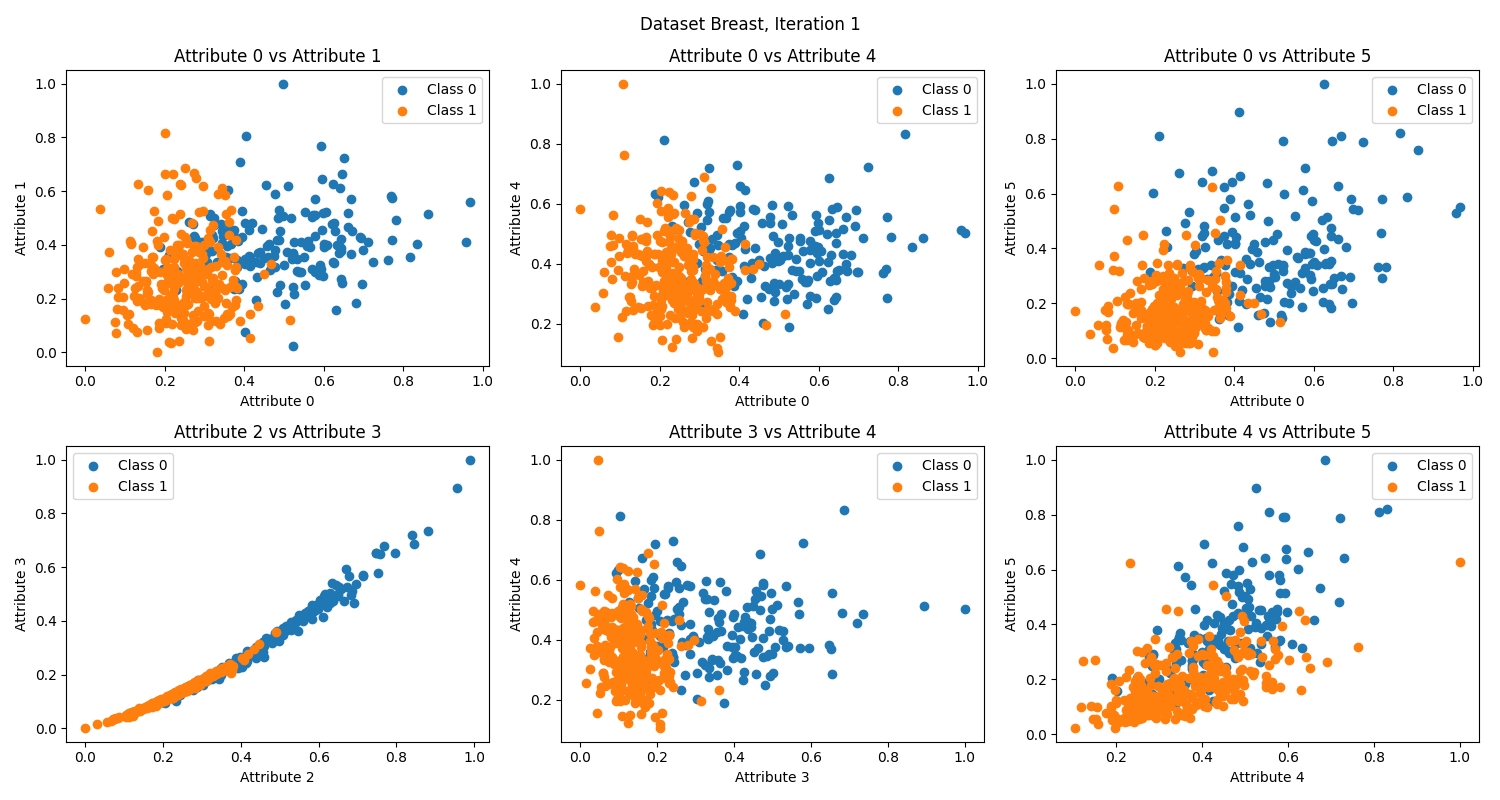 Dataset Breast, Iteration 1
Attribute 0 vs Attribute 1
Class 0
Class 1
1.0
0.8
0.6
0.4
0.2
0.0
Attribute 1
0.0 0.2 0.4 0.6 0.8 1.0
Attribute 0
Attribute 0 vs Attribute 4
Class 0
Class 1
1.0
0.8
0.6
0.4
0.2
Attribute 4
0.0 0.2 0.4 0.6 0.8 1.0
Attribute 0
Attribute 0 vs Attribute 5
Class 0
Class 1
1.0
0.8
0.6
0.4
0.2
0.0
Attribute 5
0.0 0.2 0.4 0.6 0.8 1.0
Attribute 0
Attribute 2 vs Attribute 3
Class 0
Class 1
1.0
0.8
0.6
0.4
0.2
0.0
Attribute 3
0.0 0.2 0.4 0.6 0.8 1.0
Attribute 2
Attribute 3 vs Attribute 4
Class 0
Class 1
1.0
0.8
0.6
0.4
0.2
Attribute 4
0.0 0.2 0.4 0.6 0.8 1.0
Attribute 3
Attribute 4 vs Attribute 5
Class 0
Class 1
1.0
0.8
0.6
0.4
0.2
0.0
Attribute 5
0.2 0.4 0.6 0.8 1.0
Attribute 4